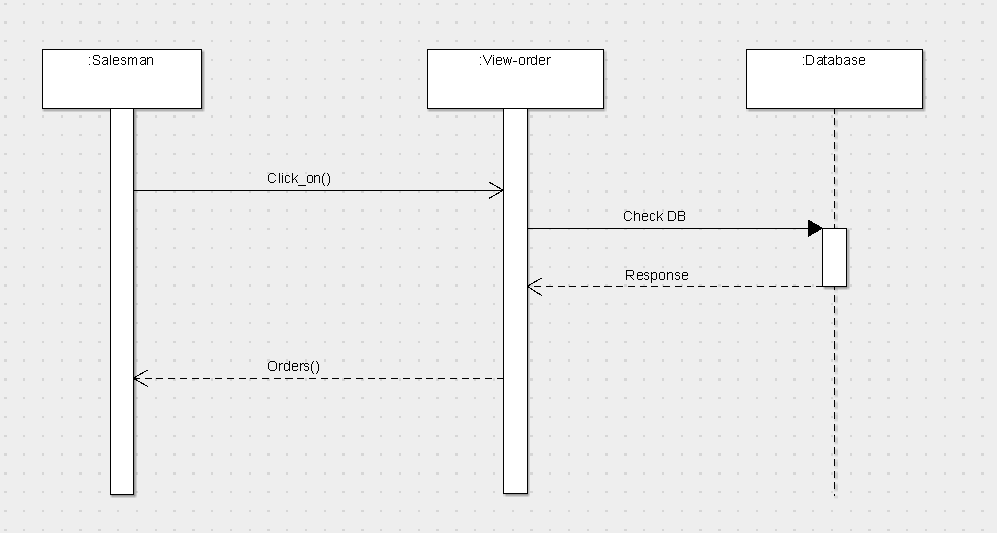 :Salesman
:View-order
:Database
Click_on()
Check DB
Response
Orders()